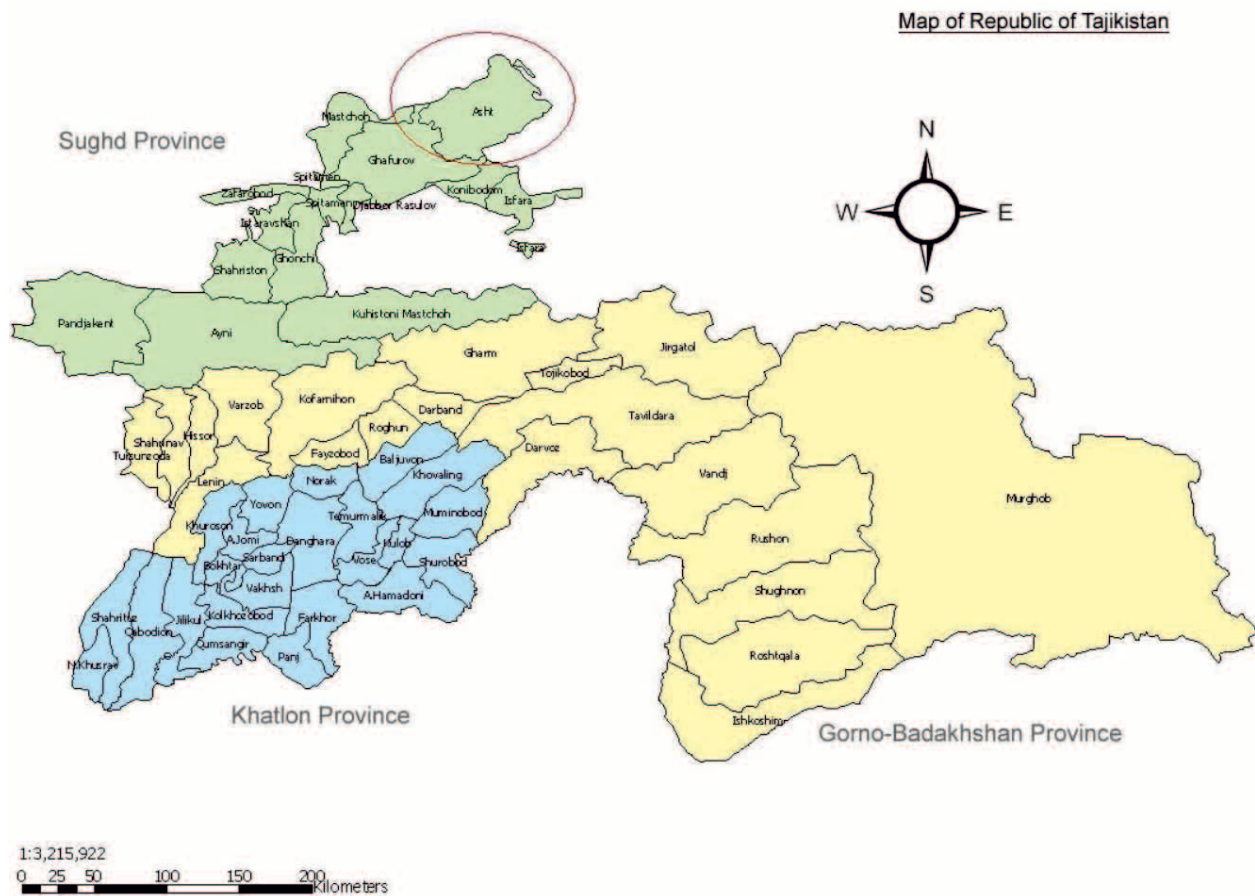 Map of Republic of Tajikistan
Sughd Province
N
W
E
S
Asht
Mastchoh
Ghafurov
Spitamen
Zafarobod
Konibodom
Isfara
Spitamen
Jabbor Rasulov
Istaravshan
Isfara
Ghonchi
Shahriston
Kuhistoni Mastchoh
Pandjakent
Ayni
Gharm
Jirgatol
Tojikobod
Kofarnihon
Varzob
Darband
Tavildara
Roghun
Shahrinav
Hissor
Darvoz
Tursunzoda
Fayzobod
Baljuvon
Khovaling
Vandj
Lenin
Norak
Yovon
Temurmalik
Muminobod
Murghob
Khuroson
A.Jomi
Danghara
Kulob
Rushon
Sarband
Bokhtar
Vose
Shurobod
Vakhsh
Shughnon
A.Hamadoni
Shahritus
Jilikul
Kolkhozobod
Farkhor
Qabodion
Qumsangir
Panj
Roshtqala
N.Khusrav
Ishkoshim
Khatlon Province
Gorno-Badakhshan Province
1:3,215,922
0 25 50 100 150 200
Kilometers